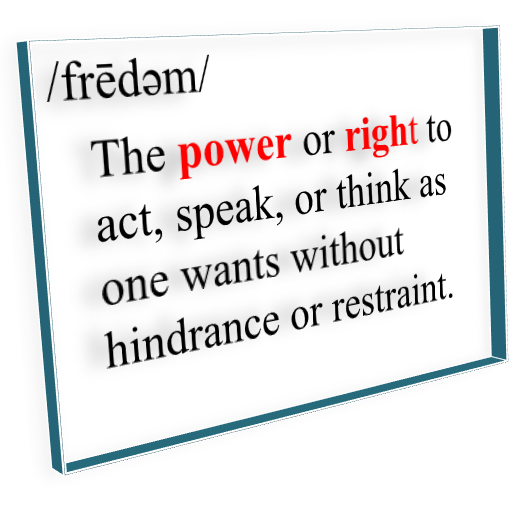 /frēdəm/
The power or right to
act, speak, or think as
one wants without
hindrance or restraint.